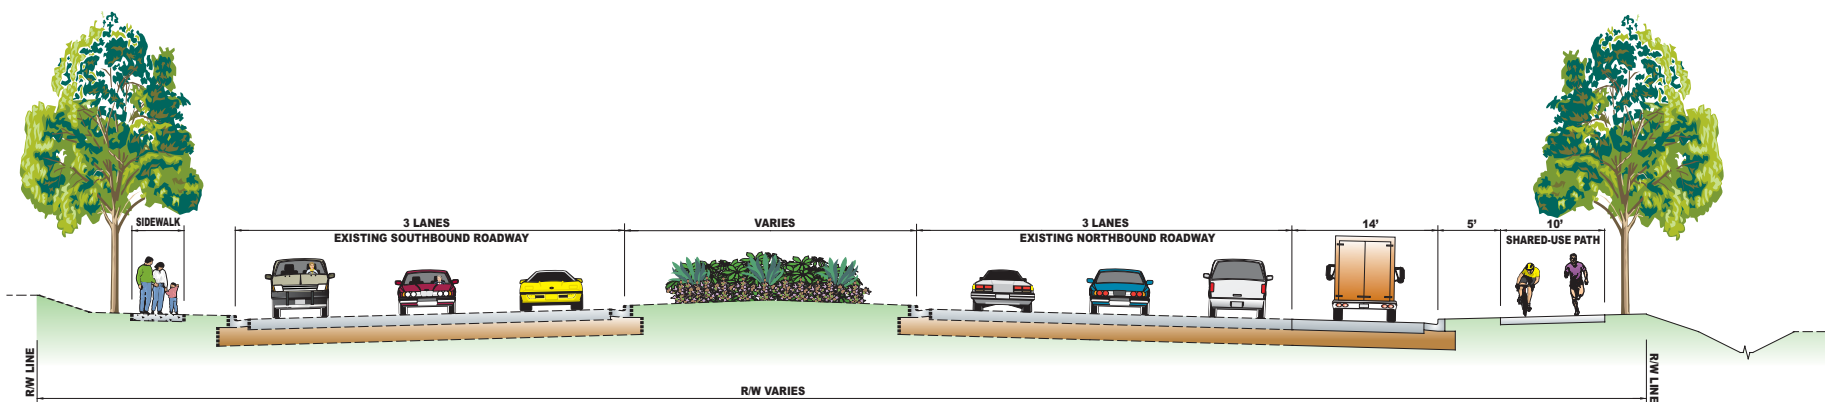 SIDEWALK
3 LANES
EXISTING SOUTHBOUND ROADWAY
VARIES
3 LANES
EXISTING NORTHBOUND ROADWAY
14'
5'
10'
SHARED-USE PATH
R/W LINE
R/W VARIES
R/W LINE